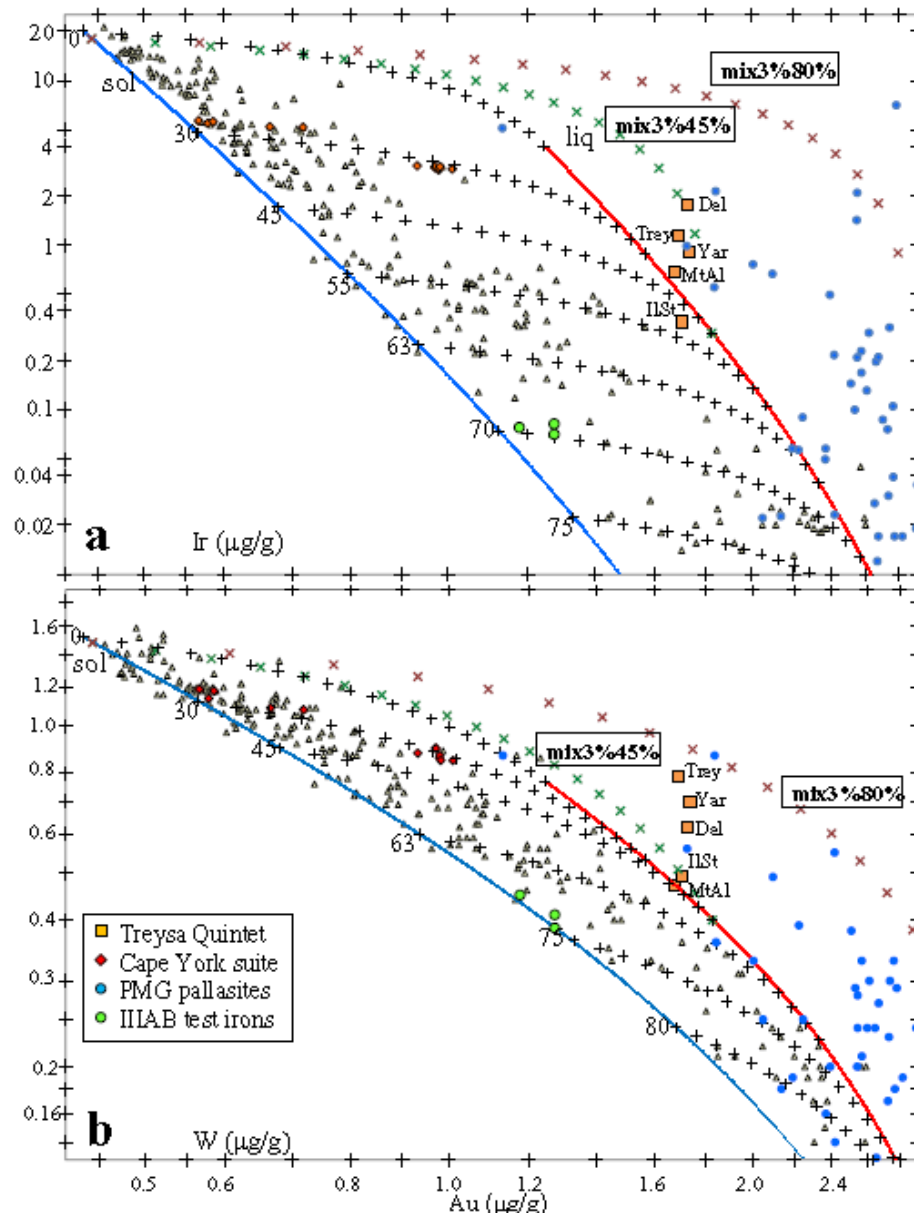 20
10
4
2
1
0.4
0.2
0.1
0.04
0.02
0
sol
30
45
55
63
70
75
liq
mix3%80%
mix3%45%
Del
Trey
Yar
MtAl
IlSt
a
Ir (µg/g)
1.6
1.2
1.0
0.8
0.6
0.4
0.3
0.2
0.16
0
sol
30
45
63
75
80
mix3%45%
mix3%80%
Trey
Yar
Del
IlSt
MtAl
Treysa Quintet
Cape York suite
PMG pallasites
IIIAB test irons
b
W (µg/g)
0.5
0.6
0.8
1.0
1.2
1.6
2.0
2.4
Au (µg/g)